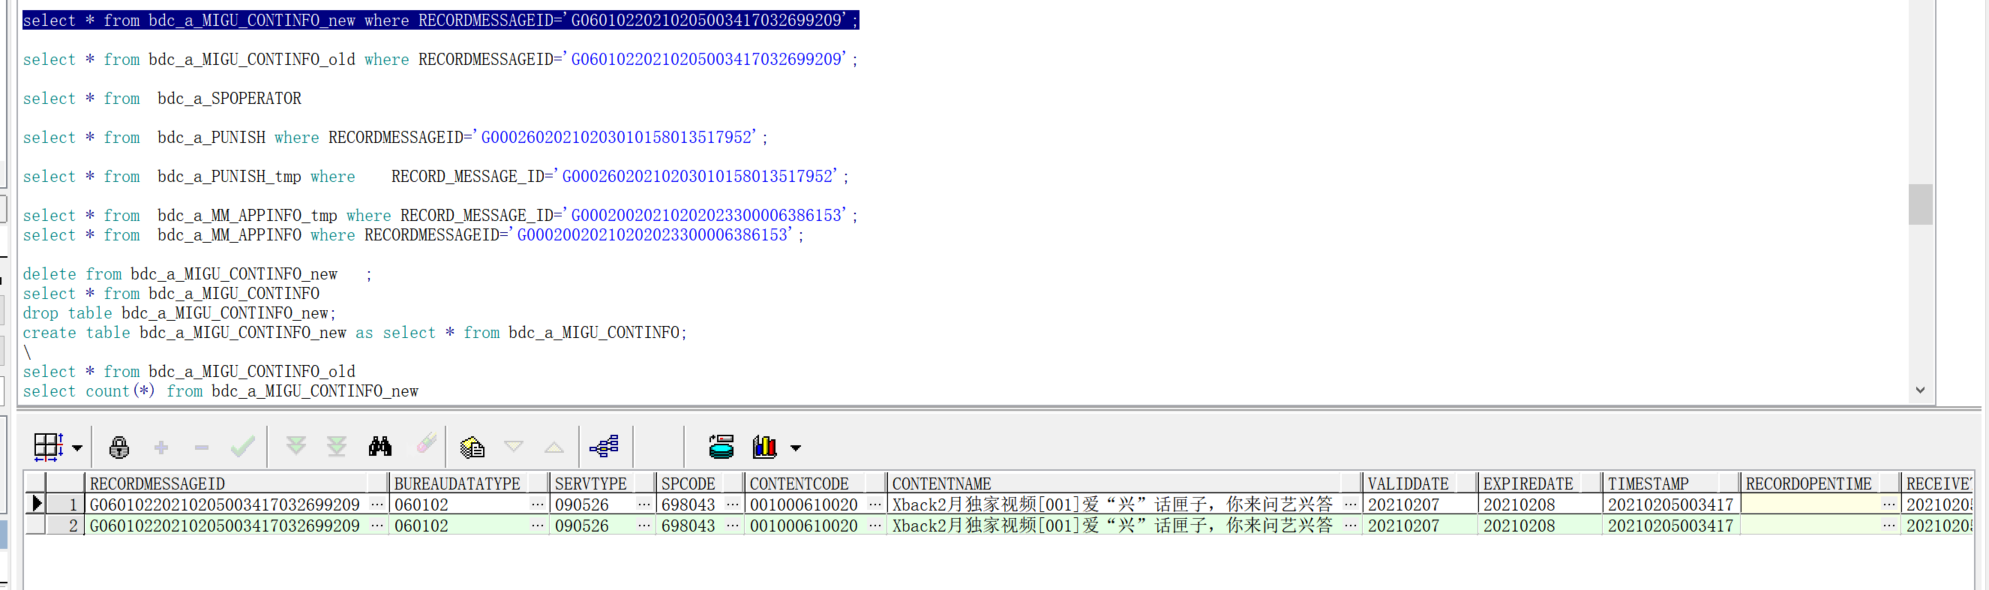 select * from bdc_a_MIGU_CONTINFO_new where RECORDMESSAGEID='G060102202102050034170326​99209';
select * from bdc_a_MIGU_CONTINFO_old where RECORDMESSAGEID='G06010220210205003417032699209';
select * from  bdc_a_SPOPERATOR
select * from  bdc_a_PUNISH where RECORDMESSAGEID='G00026020210203010158013517952';
select * from  bdc_a_PUNISH_tmp where    RECORD_MESSAGE_ID='G00026020210203010158013517952';
select * from  bdc_a_MM_APPINFO_tmp where RECORD_MESSAGE_ID='G00020020210202023300006386153';
select * from  bdc_a_MM_APPINFO where RECORDMESSAGEID='G00020020210202023300006386153';
delete from bdc_a_MIGU_CONTINFO_new   ;
select * from bdc_a_MIGU_CONTINFO
drop table bdc_a_MIGU_CONTINFO_new;
create table bdc_a_MIGU_CONTINFO_new as select * from bdc_a_MIGU_CONTINFO;
\
select * from bdc_a_MIGU_CONTINFO_old
select count(*) from bdc_a_MIGU_CONTINFO_new
RECORDMESSAGEID BUREAUDATATYPE SERVTYPE SPCODE CONTENTCODE CONTENTNAME VALIDDATE EXPIREDATE TIMESTAMP RECORDOPENTIME RECEIVE
1 G06010220210205003417032699209 ... 060102 ... 090526 ... 698043 ... 001000610020 ... Xback2月独家视频[001]爱“兴”话匣子，你来问艺兴答 ... 20210207 20210208 20210205003417 ... 2021020
2 G06010220210205003417032699209 ... 060102 ... 090526 ... 698043 ... 001000610020 ... Xback2月独家视频[001]爱“兴”话匣子，你来问艺兴答 ... 20210207 20210208 20210205003417 ... 2021020